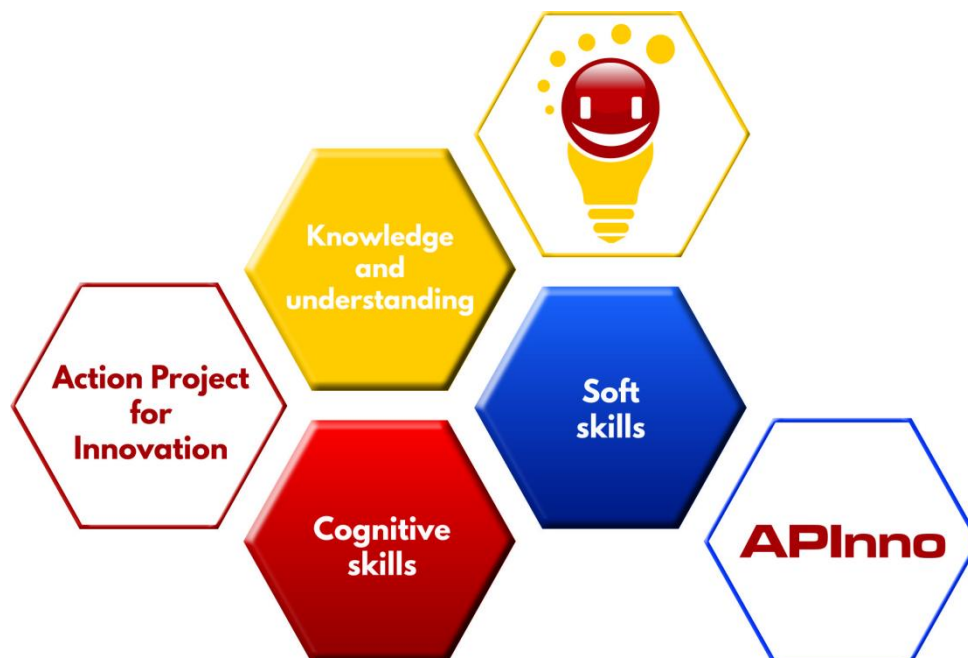 Knowledge
and
understanding
Action Project
for
Innovation
Soft
skills
Cognitive
skills
APInno